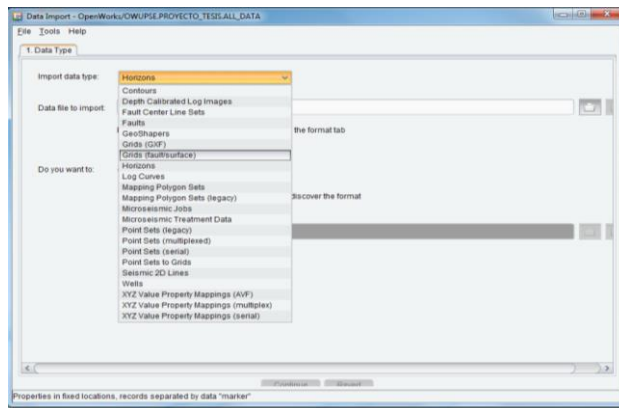 Data Import - OpenWorks/OWUPSE.PROYECTO_TESIS.ALL_DATA
File Tools Help
1. Data Type
Import data type: Horizons
Contours
Depth Calibrated Log Images
Data file to import:
Fault Center Line Sets
Faults
the format tab
GeoShapers
Grids (GXF)
Grids (fault/surface)
Do you want to:
Horizons
Log Curves
Mapping Polygon Sets
Mapping Polygon Sets (legacy)
discover the format
Microseismic Jobs
Microseismic Treatment Data
Point Sets (legacy)
Point Sets (multiplexed)
Point Sets (serial)
Point Sets to Grids
Seismic 2D Lines
Wells
XYZ Value Property Mappings (AVF)
XYZ Value Property Mappings (multiplex)
XYZ Value Property Mappings (serial)
Continue Revert
Properties in fixed locations, records separated by data "marker"